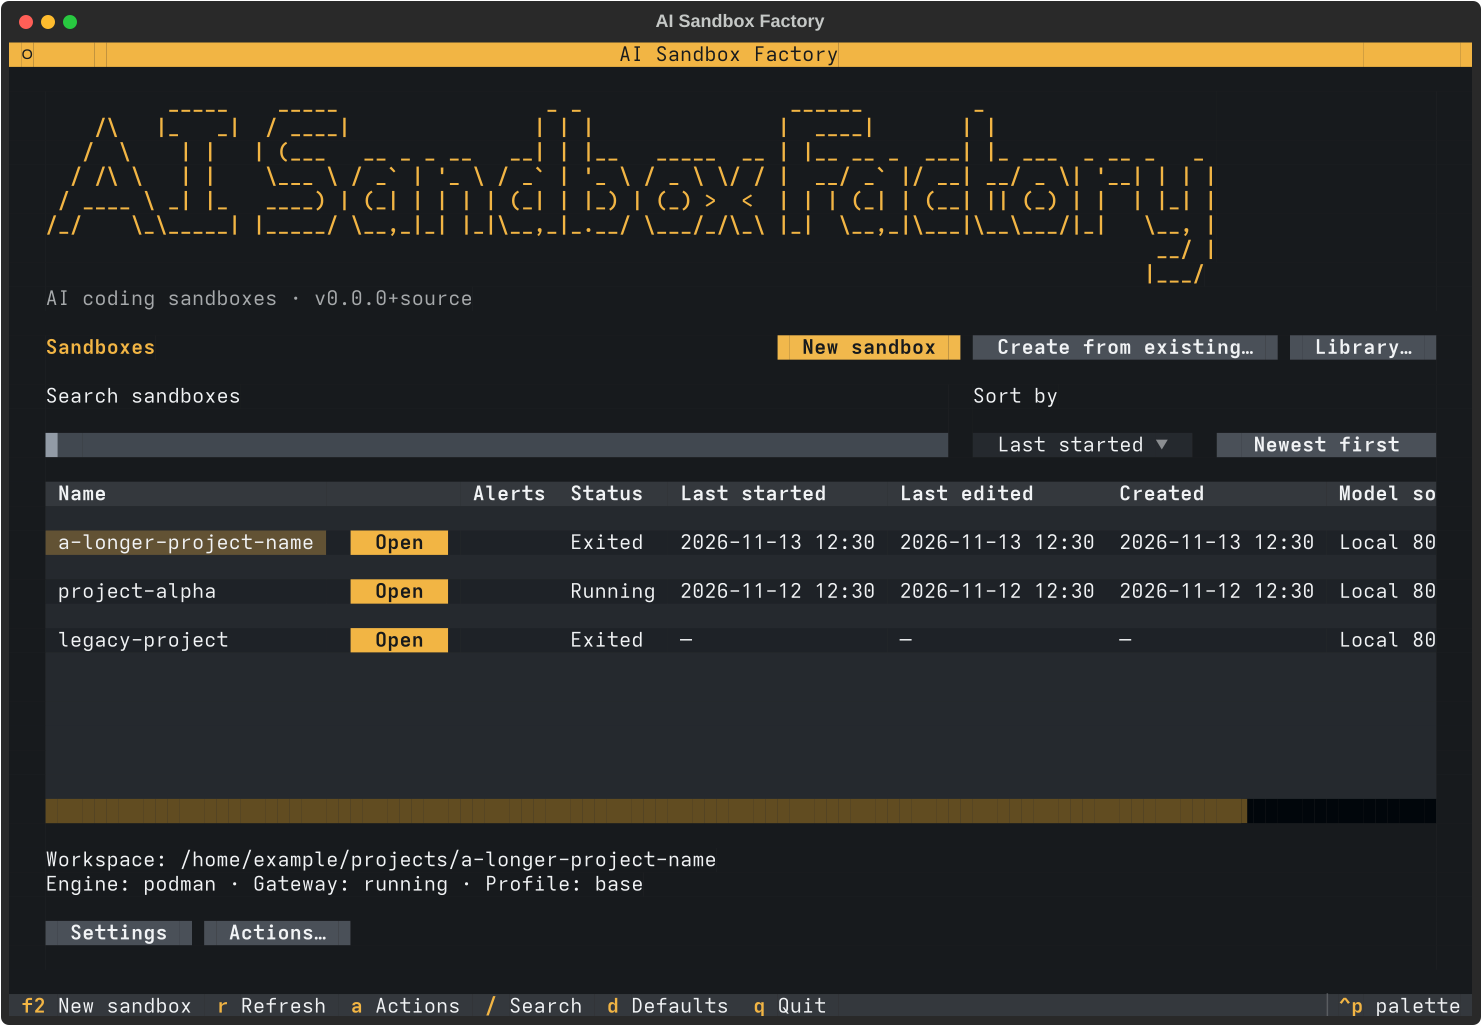 AI Sandbox Factory
AI Sandbox Factory
AI Sandbox Factory
AI coding sandboxes · v0.0.0+source
Sandboxes New sandbox Create from existing… Library…
Search sandboxes Sort by
Last started ▼ Newest first
Name Alerts Status Last started Last edited Created Model so
a-longer-project-name Open Exited 2026-11-13 12:30 2026-11-13 12:30 2026-11-13 12:30 Local 80
project-alpha Open Running 2026-11-12 12:30 2026-11-12 12:30 2026-11-12 12:30 Local 80
legacy-project Open Exited — — — Local 80
Workspace: /home/example/projects/a-longer-project-name
Engine: podman · Gateway: running · Profile: base
Settings Actions…
f2 New sandbox r Refresh a Actions / Search d Defaults q Quit ^p palette